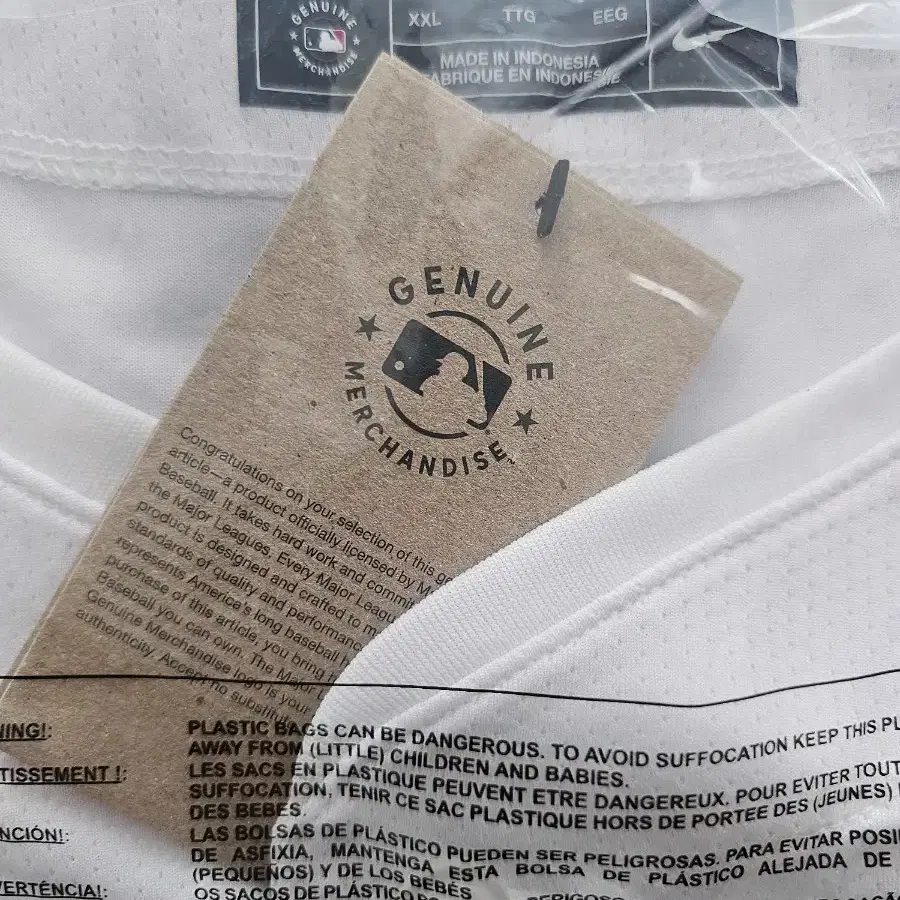 GENUINE
MERCHANDISE
XXL TTG EEG
MADE IN INDONESIA
FABRIQUE EN INDONESIE
GENUINE
MERCHANDISE
Congratulations on your selection of this
article—a product officially licensed by
Baseball. It takes hard work and
the Major Leagues. Every Major
product is designed and crafted to
standards of quality and
represents America's long baseball
purchase of this article, you bring
Baseball you can own. The Major
Genuine Merchandise logo is your
authenticity. Accept no
NING!: PLASTIC BAGS CAN BE DANGEROUS. TO AVOID SUFFOCATION KEEP THIS PL
AWAY FROM (LITTLE) CHILDREN AND BABIES.
TISSEMENT !: LES SACS EN PLASTIQUE PEUVENT ETRE DANGEREUX. POUR EVITER TOUT
SUFFOCATION, TENIR CE SAC PLASTIQUE HORS DE PORTEE DES (JEUNES)
DES BEBES.
NCIÓN!: LAS BOLSAS DE PLÁSTICO PUEDEN SER PELIGROSAS. PARA EVITAR POSI
DE ASFIXIA, MANTENGA ESTA BOLSA DE PLÁSTICO ALEJADA DE
(PEQUEÑOS) Y DE LOS BEBÉS
VERTÊNCIA!: OS SACOS DE PLÁSTICO